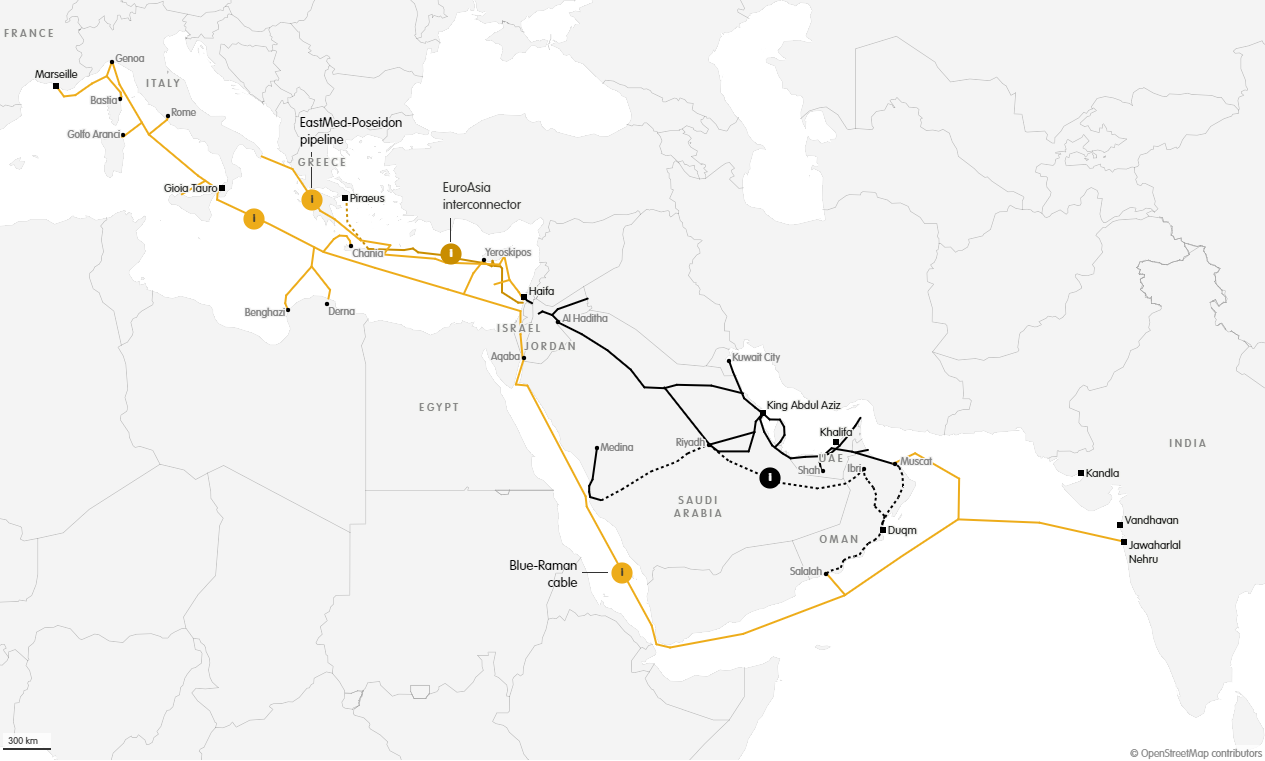 FRANCE
Genoa
Marseille
ITALY
Bastia
Rome
Golfo Aranci
EastMed-Poseidon
pipeline
GREECE
Gioia Tauro
Piraeus
EuroAsia
interconnector
Chania
Yeroskipos
Haifa
Benghazi
Derna
Al Haditha
ISRAEL
JORDAN
Aqaba
Kuwait City
EGYPT
King Abdul Aziz
Khalifa
Riyadh
Medina
UAE
Shah
Ibri
Muscat
INDIA
Kandla
SAUDI
ARABIA
Vandhavan
Duqm
OMAN
Jawaharlal
Nehru
Blue-Raman
cable
Salalah
300 km
© OpenStreetMap contributors